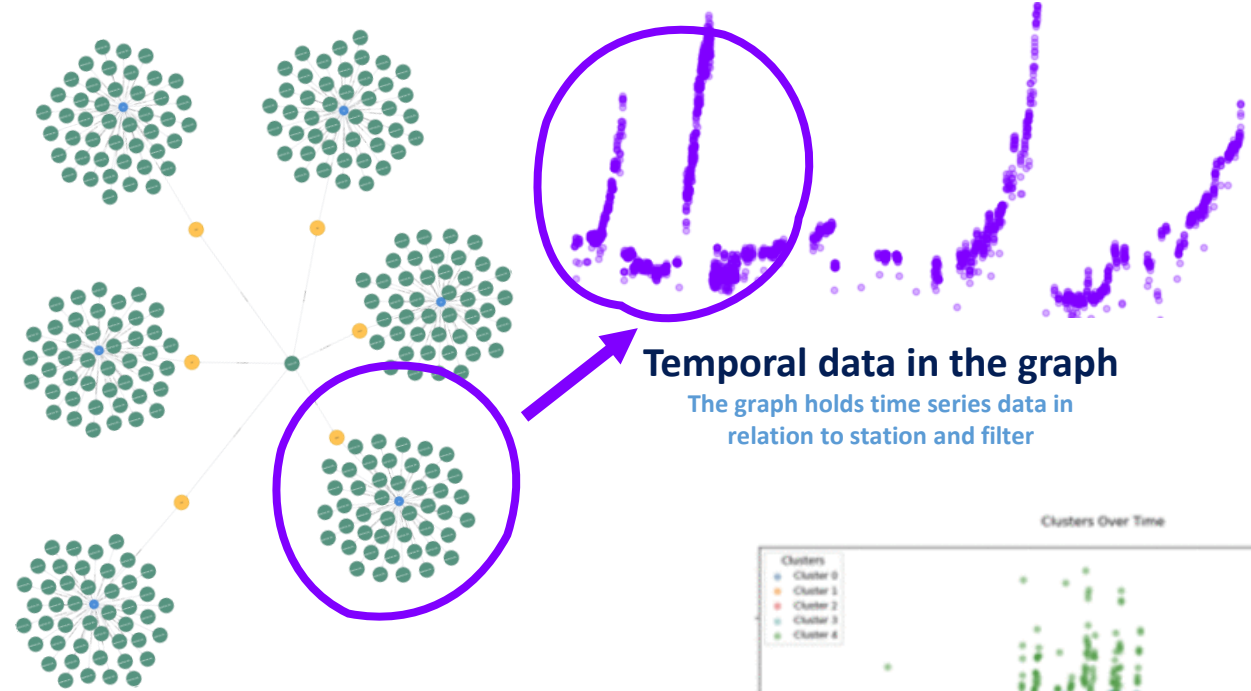 Temporal data in the graph
The graph holds time series data in
relation to station and filter
Clusters Over Time
Clusters
Cluster 0
Cluster 1
Cluster 2
Cluster 3
Cluster 4